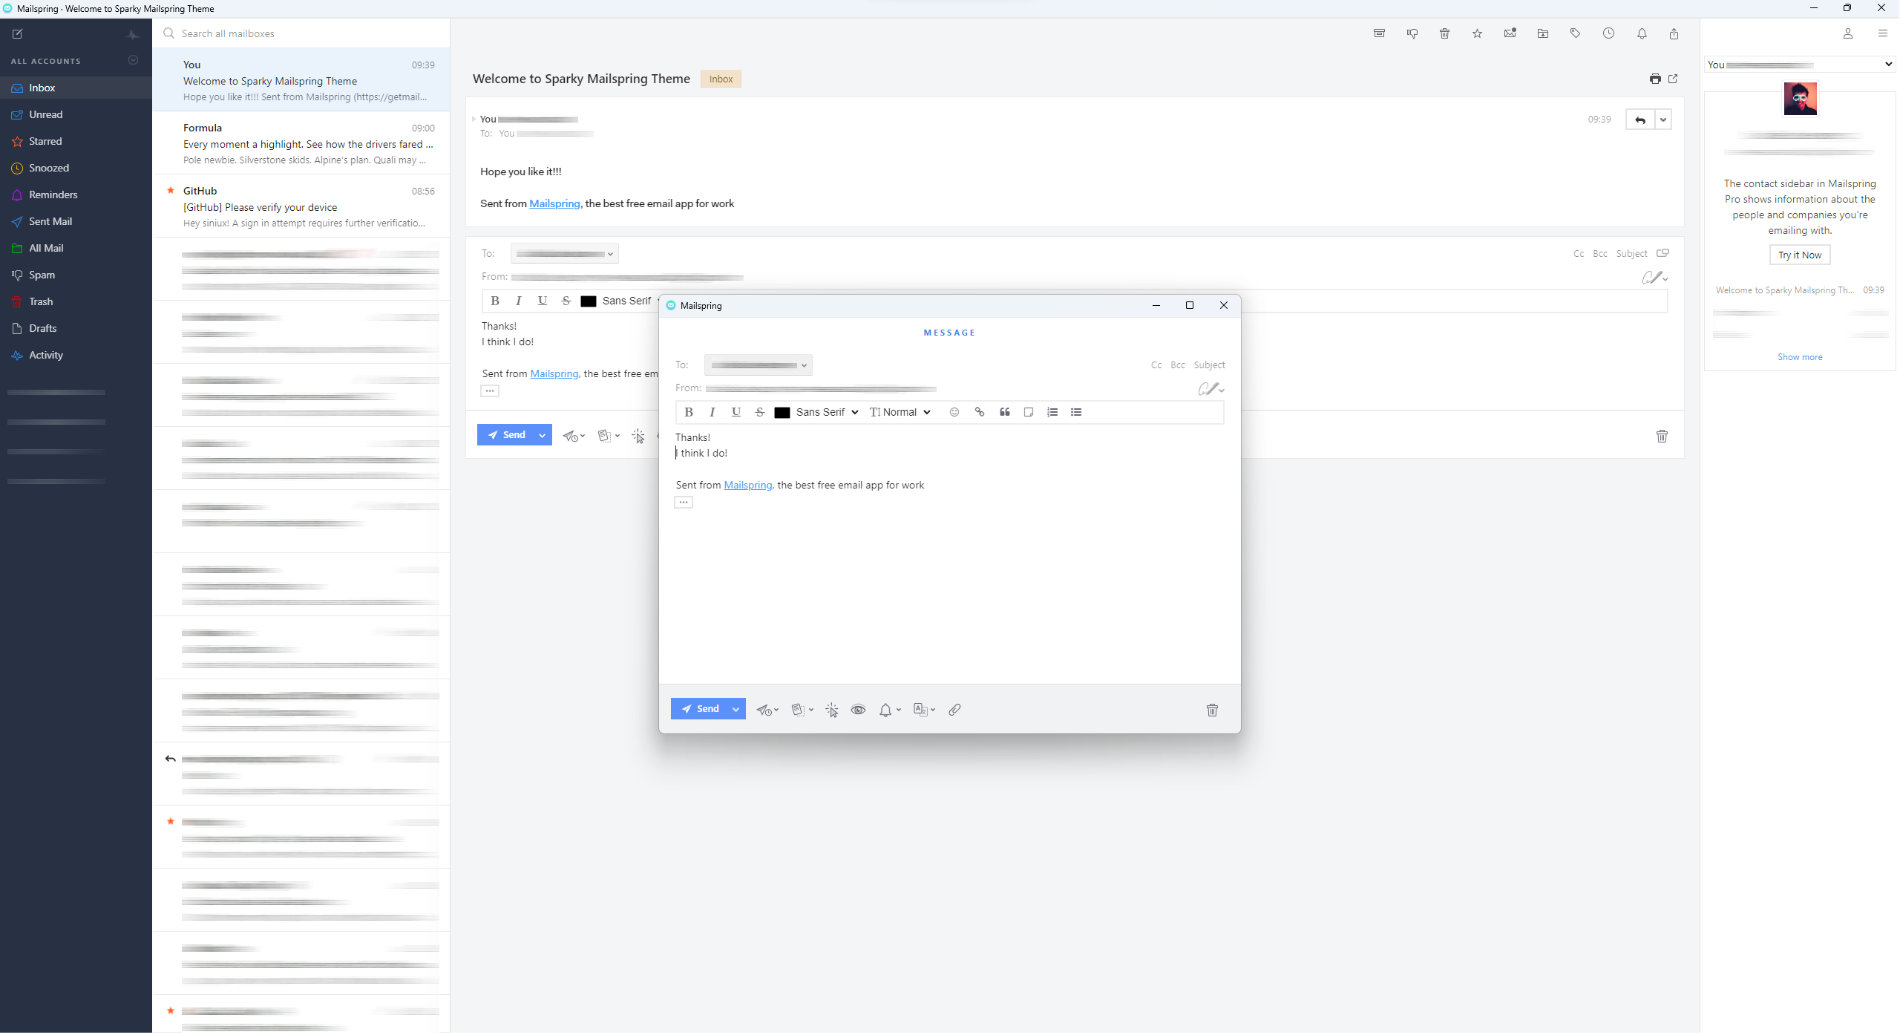 Mailspring - Welcome to Sparky Mailspring Theme
ALL ACCOUNTS
Inbox
Unread
Starred
Snoozed
Reminders
Sent Mail
All Mail
Spam
Trash
Drafts
Activity
Search all mailboxes
You 09:39
Welcome to Sparky Mailspring Theme
Hope you like it!!! Sent from Mailspring (https://getmail...
Formula 09:00
Every moment a highlight. See how the drivers fared ...
Pole newbie. Silverstone skids. Alpine's plan. Quali may ...
GitHub 08:56
[GitHub] Please verify your device
Hey siniux! A sign in attempt requires further verificatio...
Welcome to Sparky Mailspring Theme Inbox
You 09:39
To: You
Hope you like it!!!
Sent from Mailspring, the best free email app for work
To: Cc Bcc Subject
From:
B I U S Sans Serif
Thanks!
I think I do!
Sent from Mailspring, the best free em
Send
Mailspring
MESSAGE
To: Cc Bcc Subject
From:
B I U S Sans Serif Normal
Thanks!
I think I do!
Sent from Mailspring, the best free email app for work
Send
You
The contact sidebar in Mailspring
Pro shows information about the
people and companies you're
emailing with.
Try it Now
Welcome to Sparky Mailspring Th... 09:39
Show more